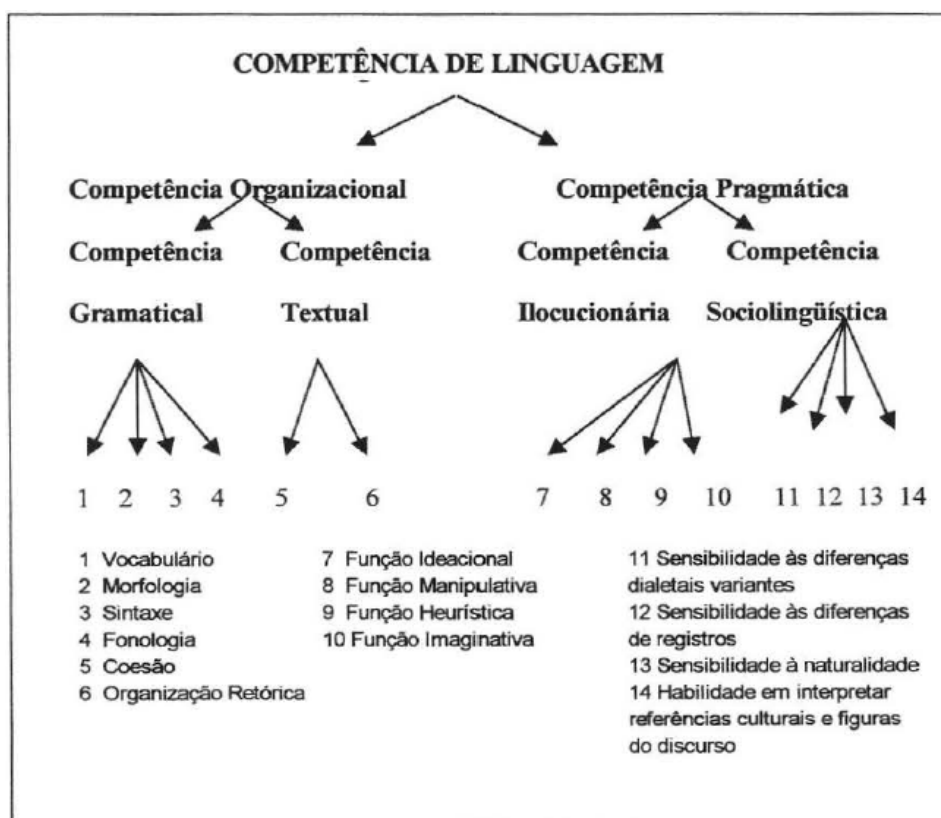 COMPETÊNCIA DE LINGUAGEM
Competência Organizacional Competência Pragmática
Competência Competência Competência Competência
Gramatical Textual Ilocucionária Sociolingüística
1 2 3 4 5 6 7 8 9 10 11 12 13 14
1 Vocabulário
2 Morfologia
3 Sintaxe
4 Fonologia
5 Coesão
6 Organização Retórica
7 Função Ideacional
8 Função Manipulativa
9 Função Heurística
10 Função Imaginativa
11 Sensibilidade às diferenças
dialetais variantes
12 Sensibilidade às diferenças
de registros
13 Sensibilidade à naturalidade
14 Habilidade em interpretar
referências culturais e figuras
do discurso